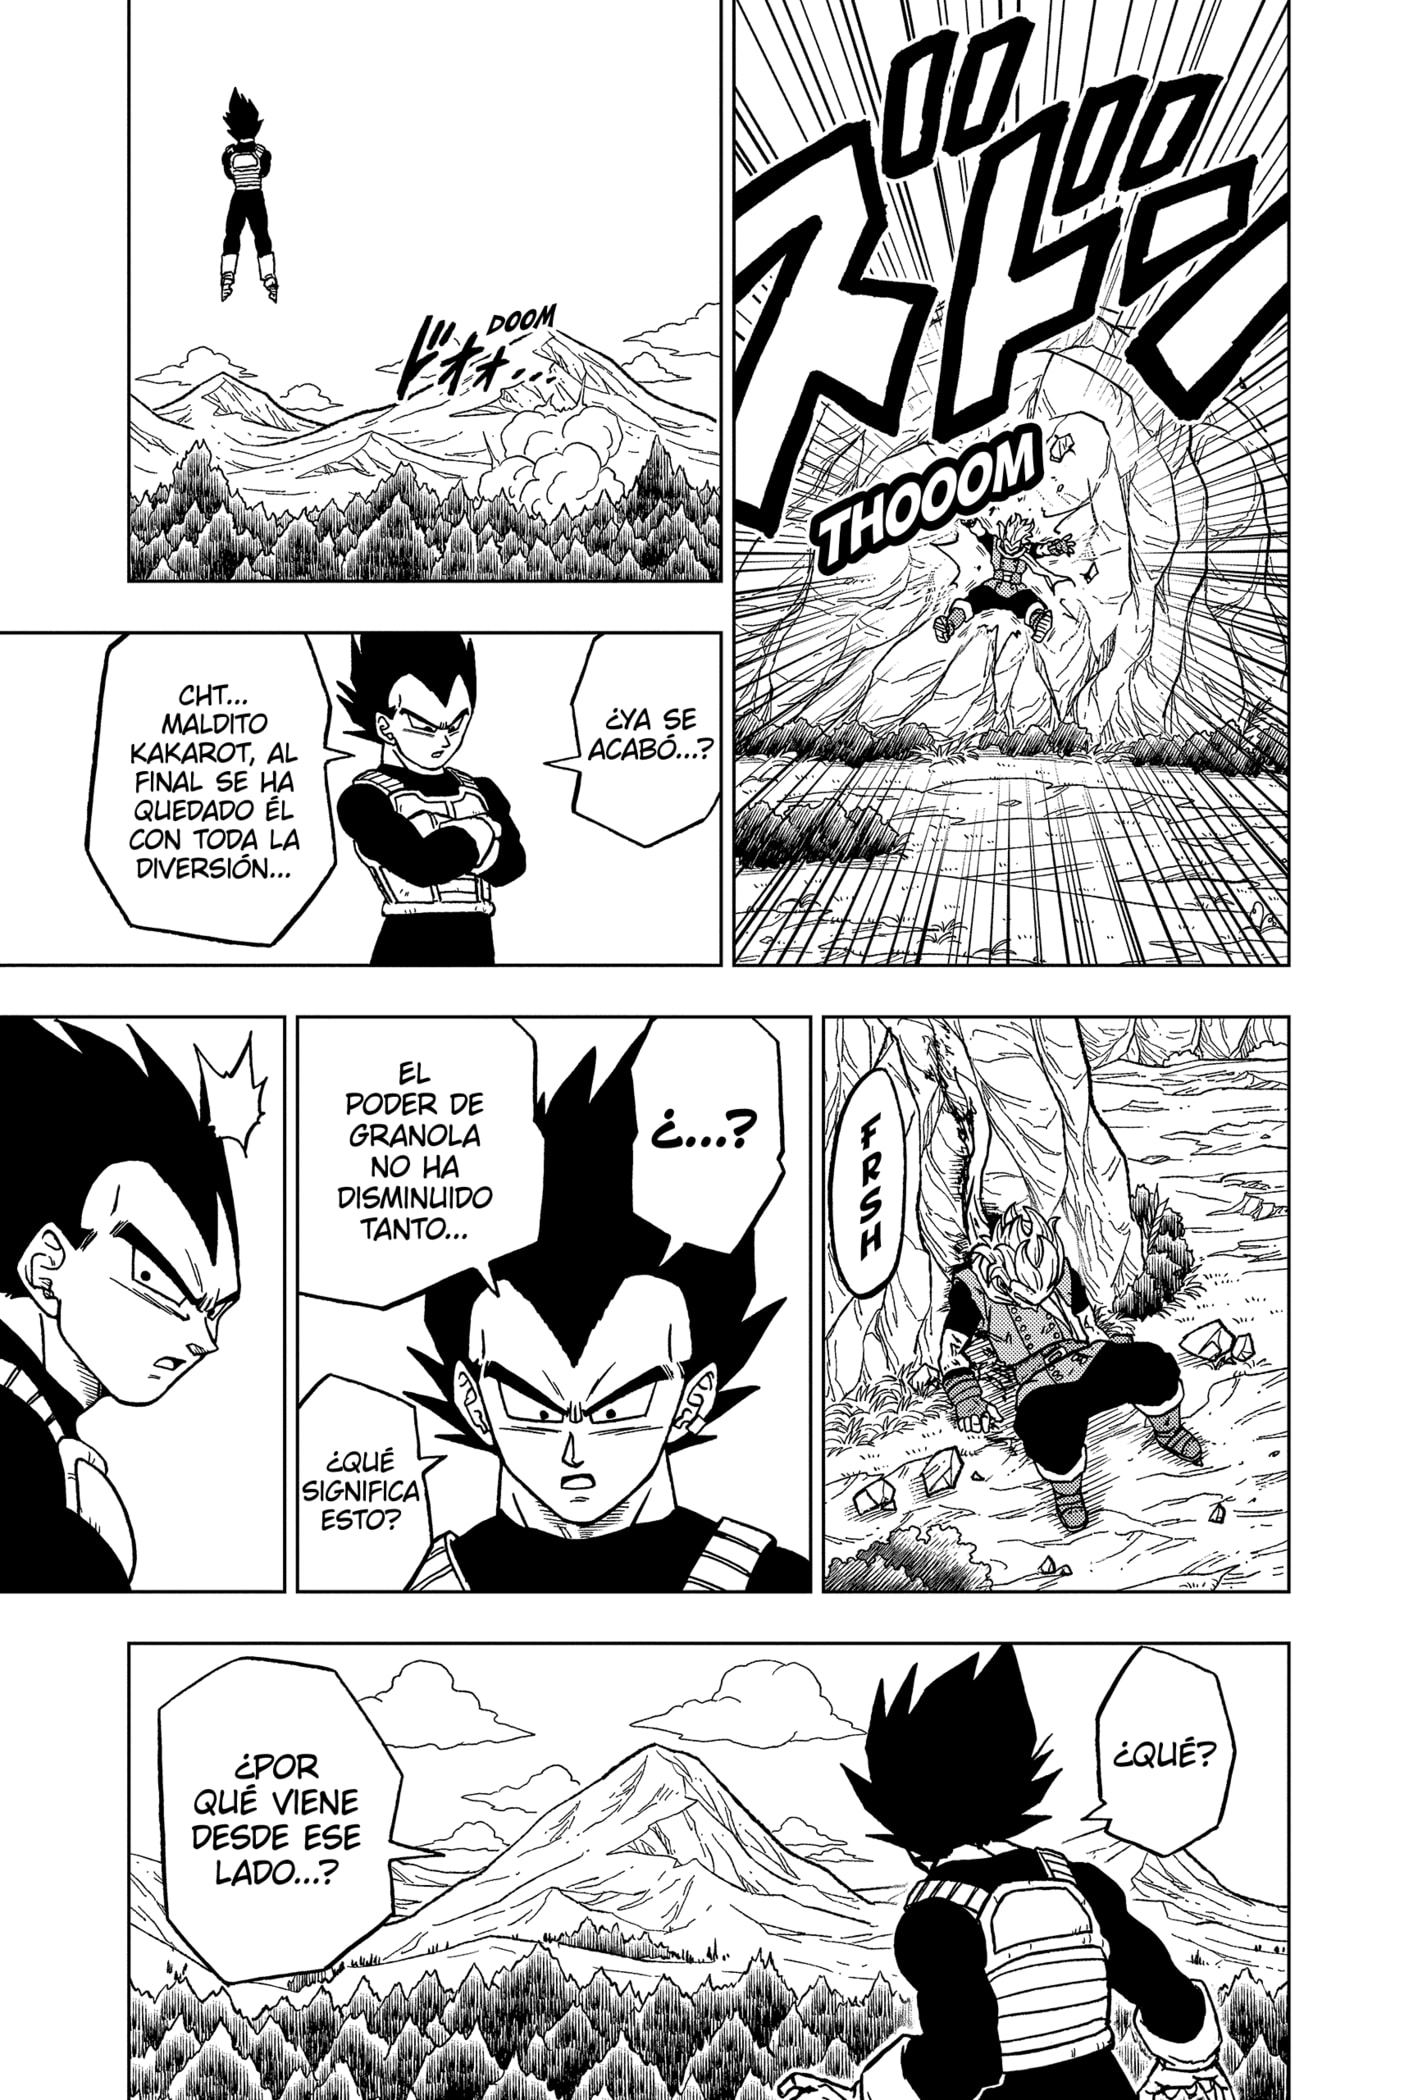 ズドドン
THOOOM
ドオォ…
DOOM
¿YA SE
ACABÓ...?
CHT...
MALDITO
KAKAROT, AL
FINAL SE HA
QUEDADO ÉL
CON TODA LA
DIVERSIÓN...
FRSH
¿...?
EL
PODER DE
GRANOLA
NO HA
DISMINUIDO
TANTO...
¿QUÉ
SIGNIFICA
ESTO?
¿QUÉ?
¿POR
QUÉ VIENE
DESDE ESE
LADO...?